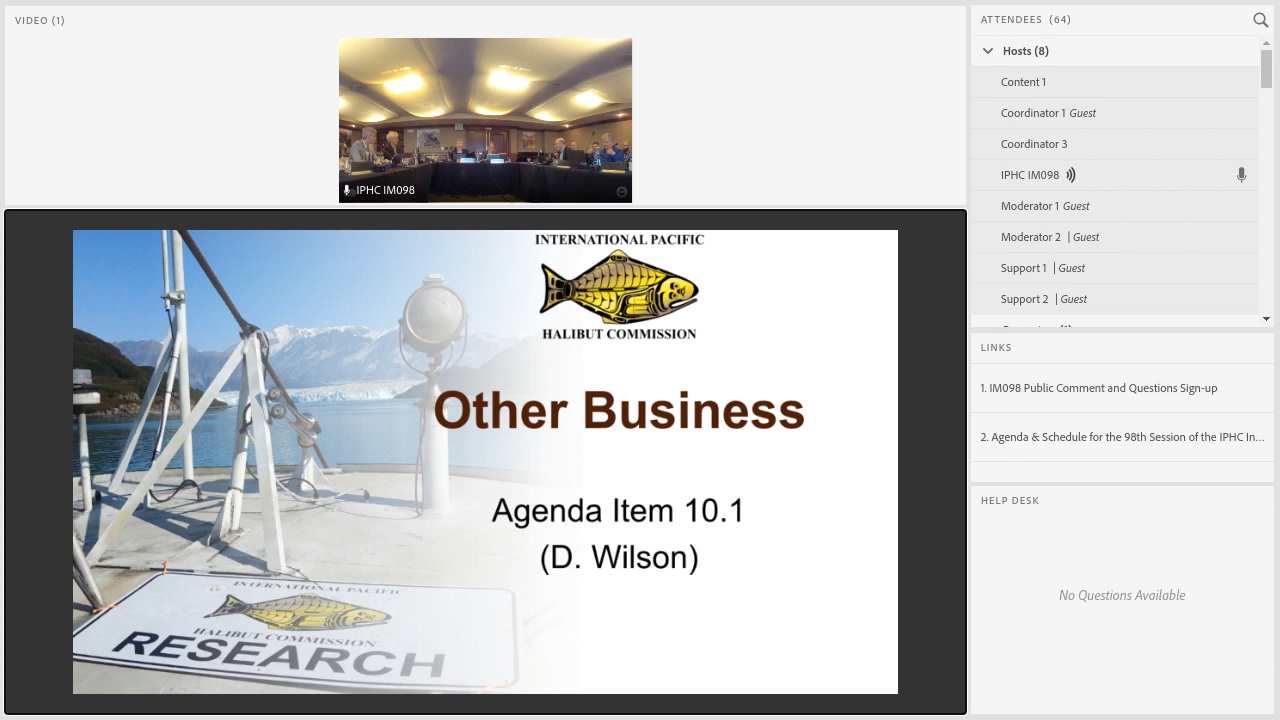 VIDEO (1)
IPHC IM098
INTERNATIONAL PACIFIC
HALIBUT COMMISSION
Other Business
Agenda Item 10.1
(D. Wilson)
INTERNATIONAL PACIFIC
HALIBUT COMMISSION
RESEARCH
ATTENDEES (64)
Hosts (8)
Content 1
Coordinator 1 Guest
Coordinator 3
IPHC IM098
Moderator 1 Guest
Moderator 2 | Guest
Support 1 | Guest
Support 2 | Guest
LINKS
1. IM098 Public Comment and Questions Sign-up
2. Agenda & Schedule for the 98th Session of the IPHC In...
HELP DESK
No Questions Available